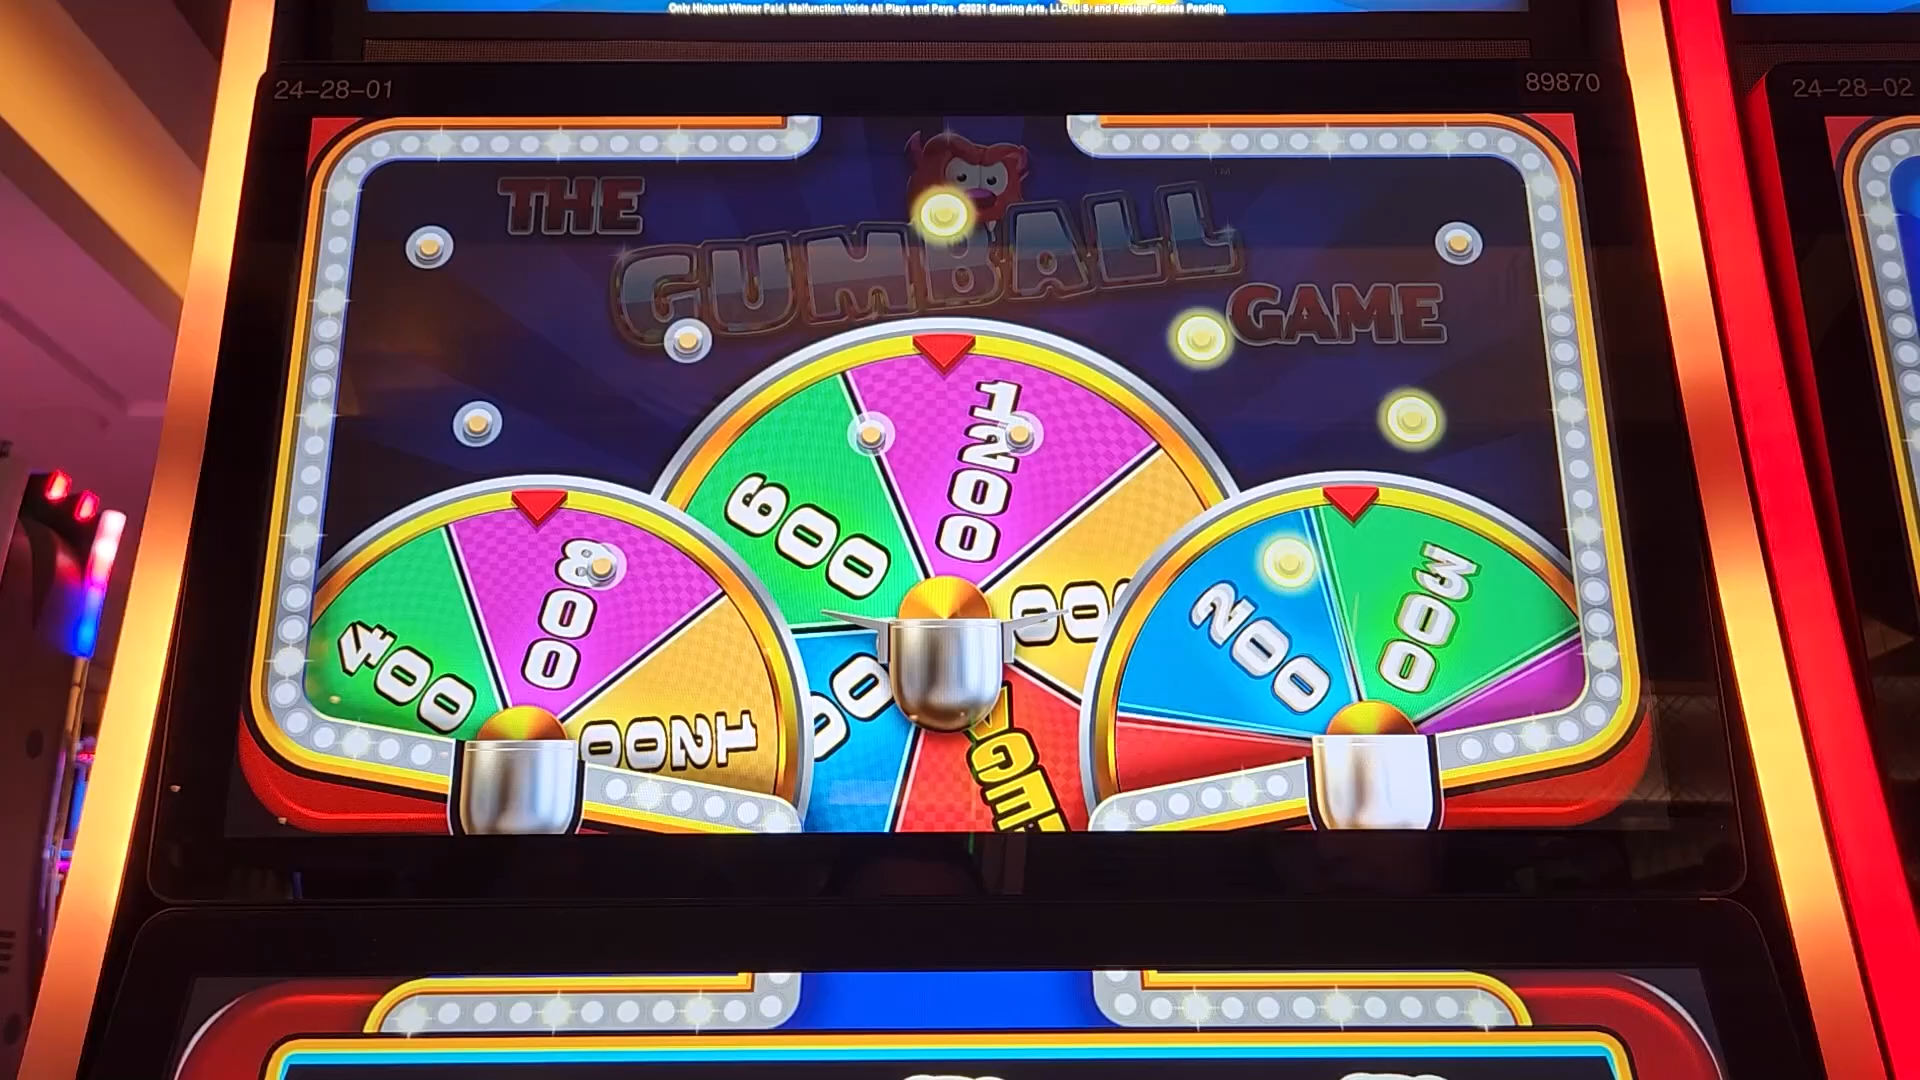 Only Highest Winner Paid. Malfunction Voids All Plays and Pays. ©2021 Gaming Arts, LLC, U.S. and Foreign Patents Pending.
24-28-01
89870
24-28-02
THE
GUMBALL
GAME
TM
1200
600
800
400
1200
200
300